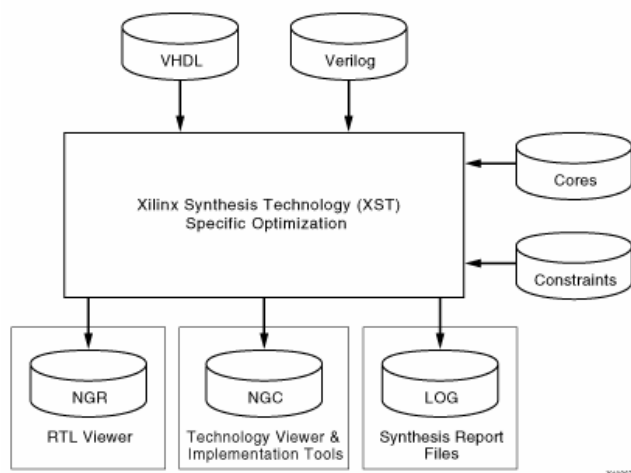 VHDL
Verilog
Xilinx Synthesis Technology (XST)
Specific Optimization
Cores
Constraints
NGR
RTL Viewer
NGC
Technology Viewer &
Implementation Tools
LOG
Synthesis Report
Files